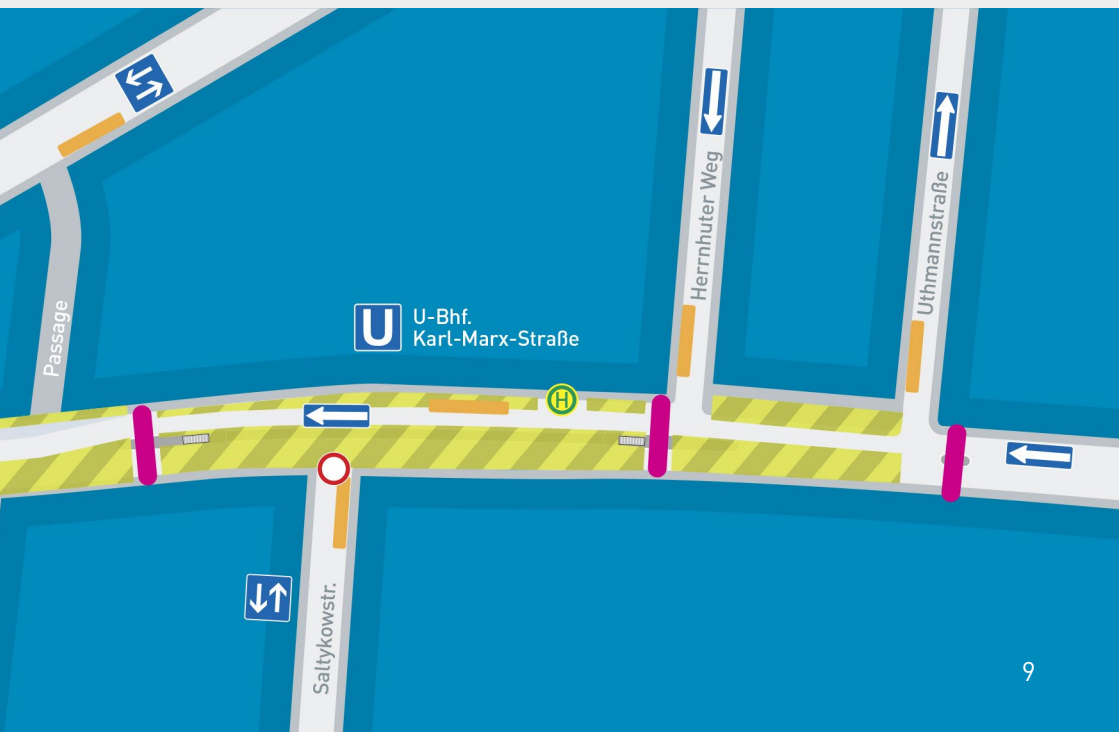 Herrnhuter Weg
Uthmannstraße
Passage
U
U-Bhf.
Karl-Marx-Straße
H
Saltykowstr.
9